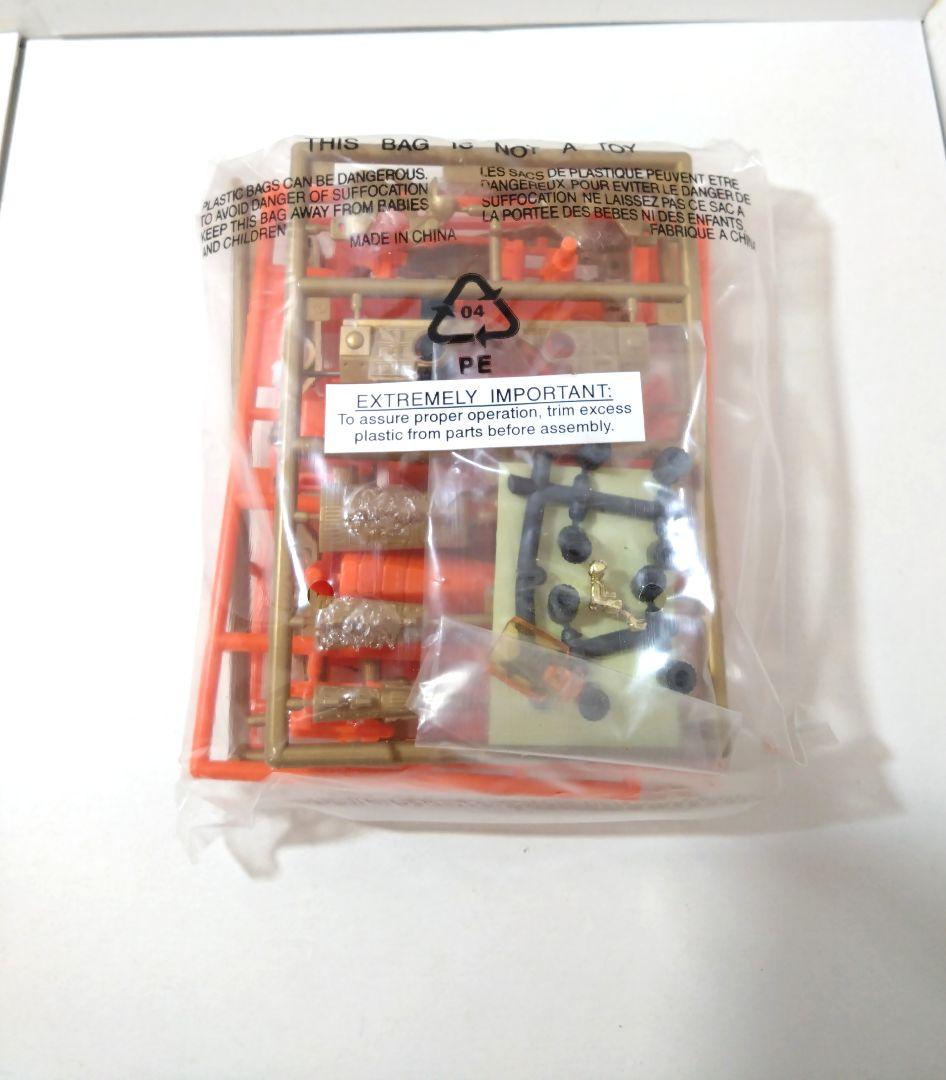 THIS BAG IS NOT A TOY
PLASTIC BAGS CAN BE DANGEROUS.
TO AVOID DANGER OF SUFFOCATION
KEEP THIS BAG AWAY FROM BABIES
AND CHILDREN
MADE IN CHINA
LES SACS DE PLASTIQUE PEUVENT ETRE
DANGEREUX POUR EVITER LE DANGER DE
SUFFOCATION NE LAISSEZ PAS CE SAC A
LA PORTEE DES BEBES NI DES ENFANTS
FABRIQUE A CHINA
04
PE
EXTREMELY IMPORTANT:
To assure proper operation, trim excess
plastic from parts before assembly.